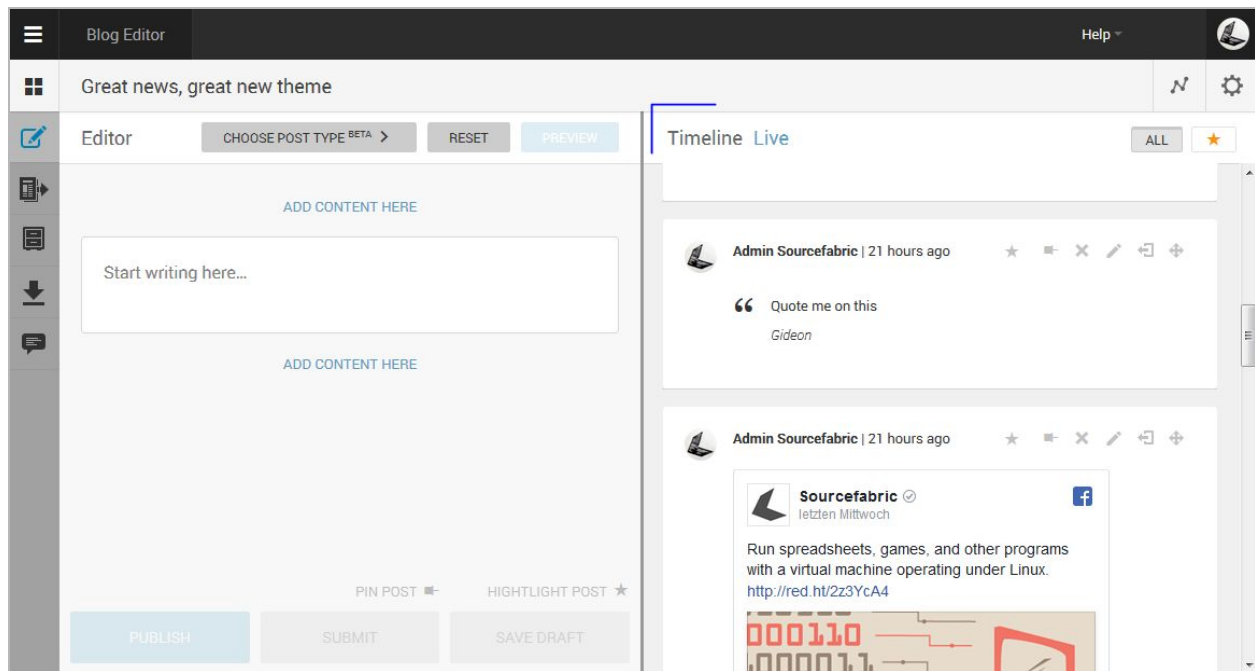 Blog Editor
Help
Great news, great new theme
Editor
CHOOSE POST TYPE BETA >
RESET
PREVIEW
ADD CONTENT HERE
Start writing here...
ADD CONTENT HERE
PIN POST
HIGHTLIGHT POST
PUBLISH
SUBMIT
SAVE DRAFT
Timeline Live
ALL
Admin Sourcefabric | 21 hours ago
Quote me on this
Gideon
Admin Sourcefabric | 21 hours ago
Sourcefabric
letzten Mittwoch
Run spreadsheets, games, and other programs
with a virtual machine operating under Linux.
http://red.ht/2z3YcA4
000110